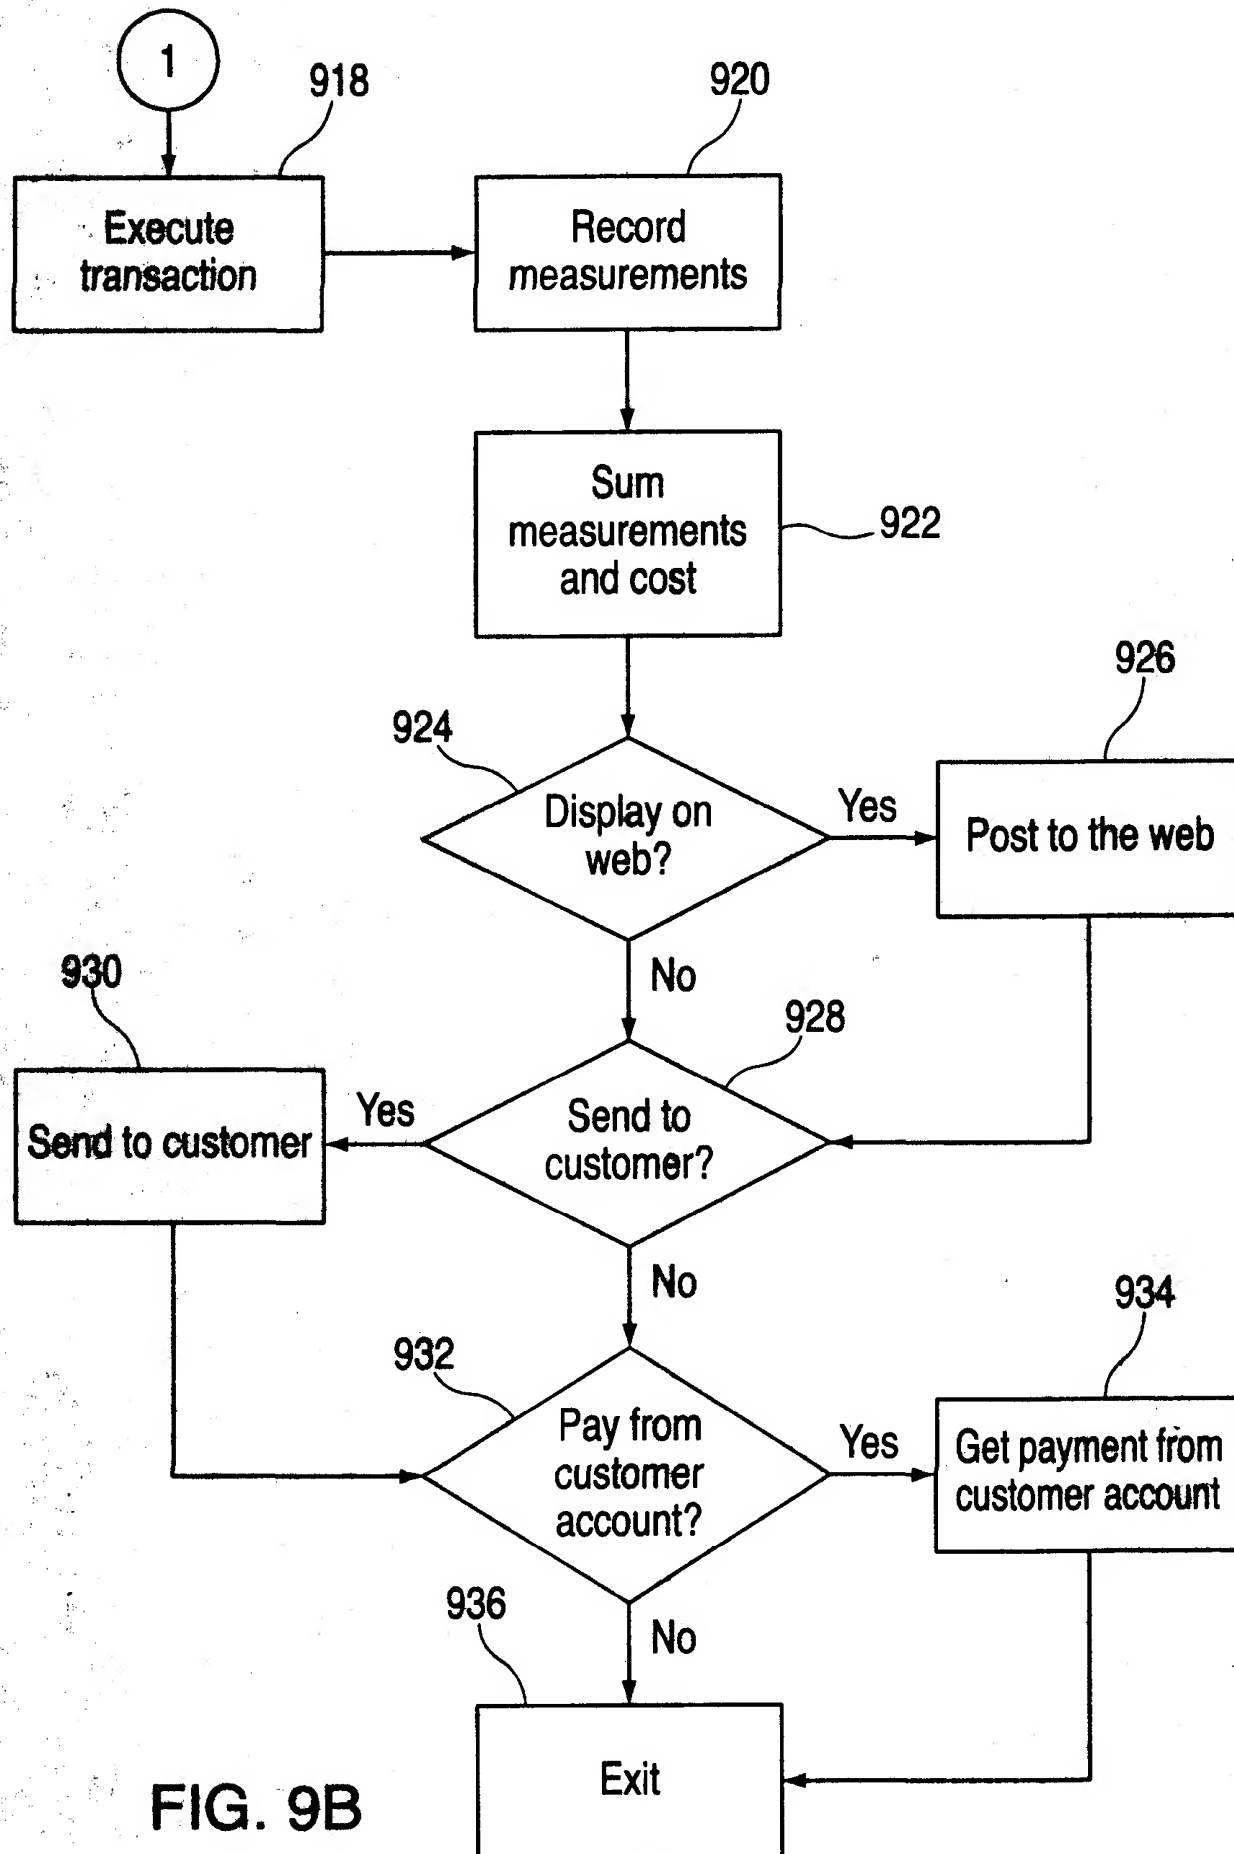 1
918
920
Execute
transaction
Record
measurements
Sum
measurements
and cost
922
924
926
Display on
web?
Yes
Post to the web
No
930
928
Send to customer
Yes
Send to
customer?
No
934
932
Pay from
customer
account?
Yes
Get payment from
customer account
936
No
Exit
FIG. 9B